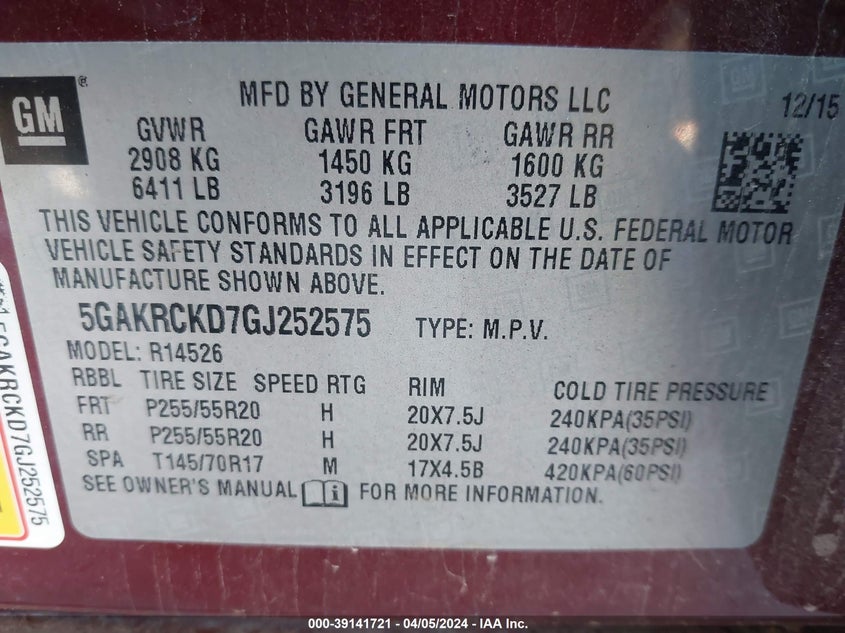 GM ®
MFD BY GENERAL MOTORS LLC 12/15
GVWR GAWR FRT GAWR RR
2908 KG 1450 KG 1600 KG
6411 LB 3196 LB 3527 LB
THIS VEHICLE CONFORMS TO ALL APPLICABLE U.S. FEDERAL MOTOR
VEHICLE SAFETY STANDARDS IN EFFECT ON THE DATE OF
MANUFACTURE SHOWN ABOVE.
5GAKRCKD7GJ252575 TYPE: M.P.V.
MODEL: R14526
RBBL TIRE SIZE SPEED RTG RIM COLD TIRE PRESSURE
FRT P255/55R20 H 20X7.5J 240KPA(35PSI)
RR P255/55R20 H 20X7.5J 240KPA(35PSI)
SPA T145/70R17 M 17X4.5B 420KPA(60PSI)
SEE OWNER'S MANUAL i FOR MORE INFORMATION.
5GAKRCKD7GJ252575
000-39141721 - 04/05/2024 - IAA Inc.